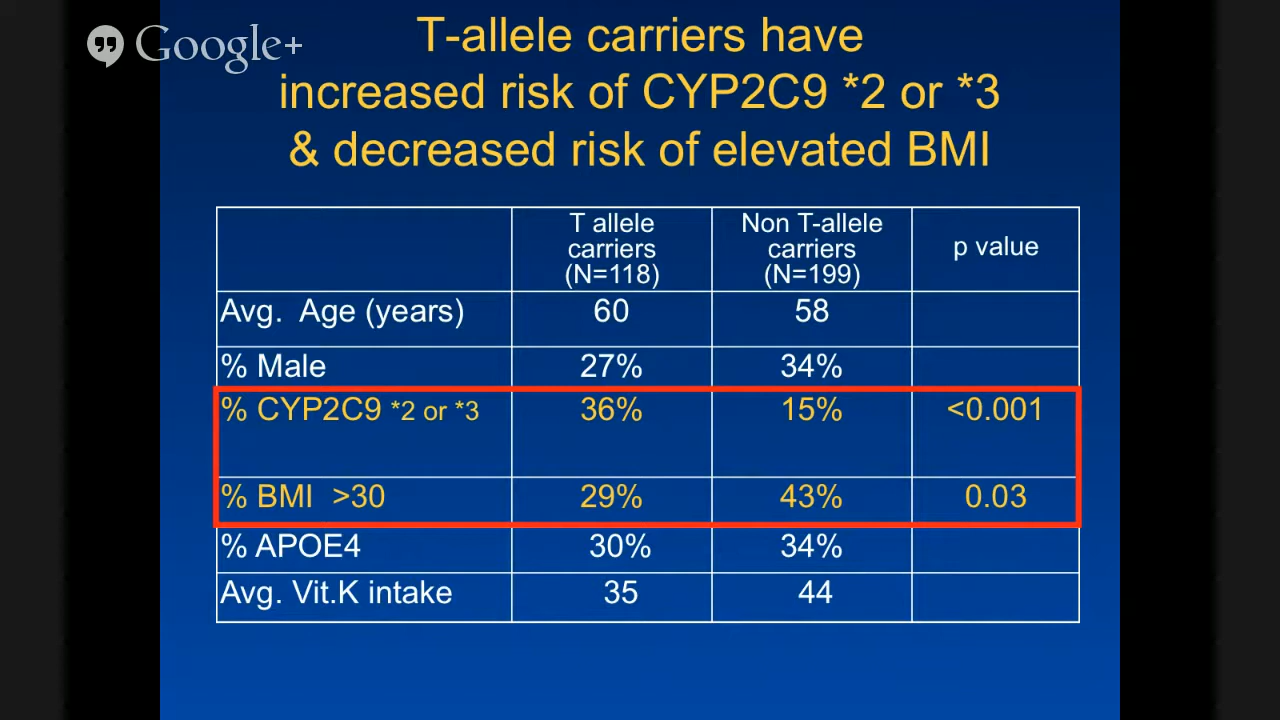 Google+
T-allele carriers have
increased risk of CYP2C9 *2 or *3
& decreased risk of elevated BMI
T allele carriers (N=118) Non T-allele carriers (N=199) p value
Avg. Age (years) 60 58
% Male 27% 34%
% CYP2C9 *2 or *3 36% 15% <0.001
% BMI >30 29% 43% 0.03
% APOE4 30% 34%
Avg. Vit.K intake 35 44